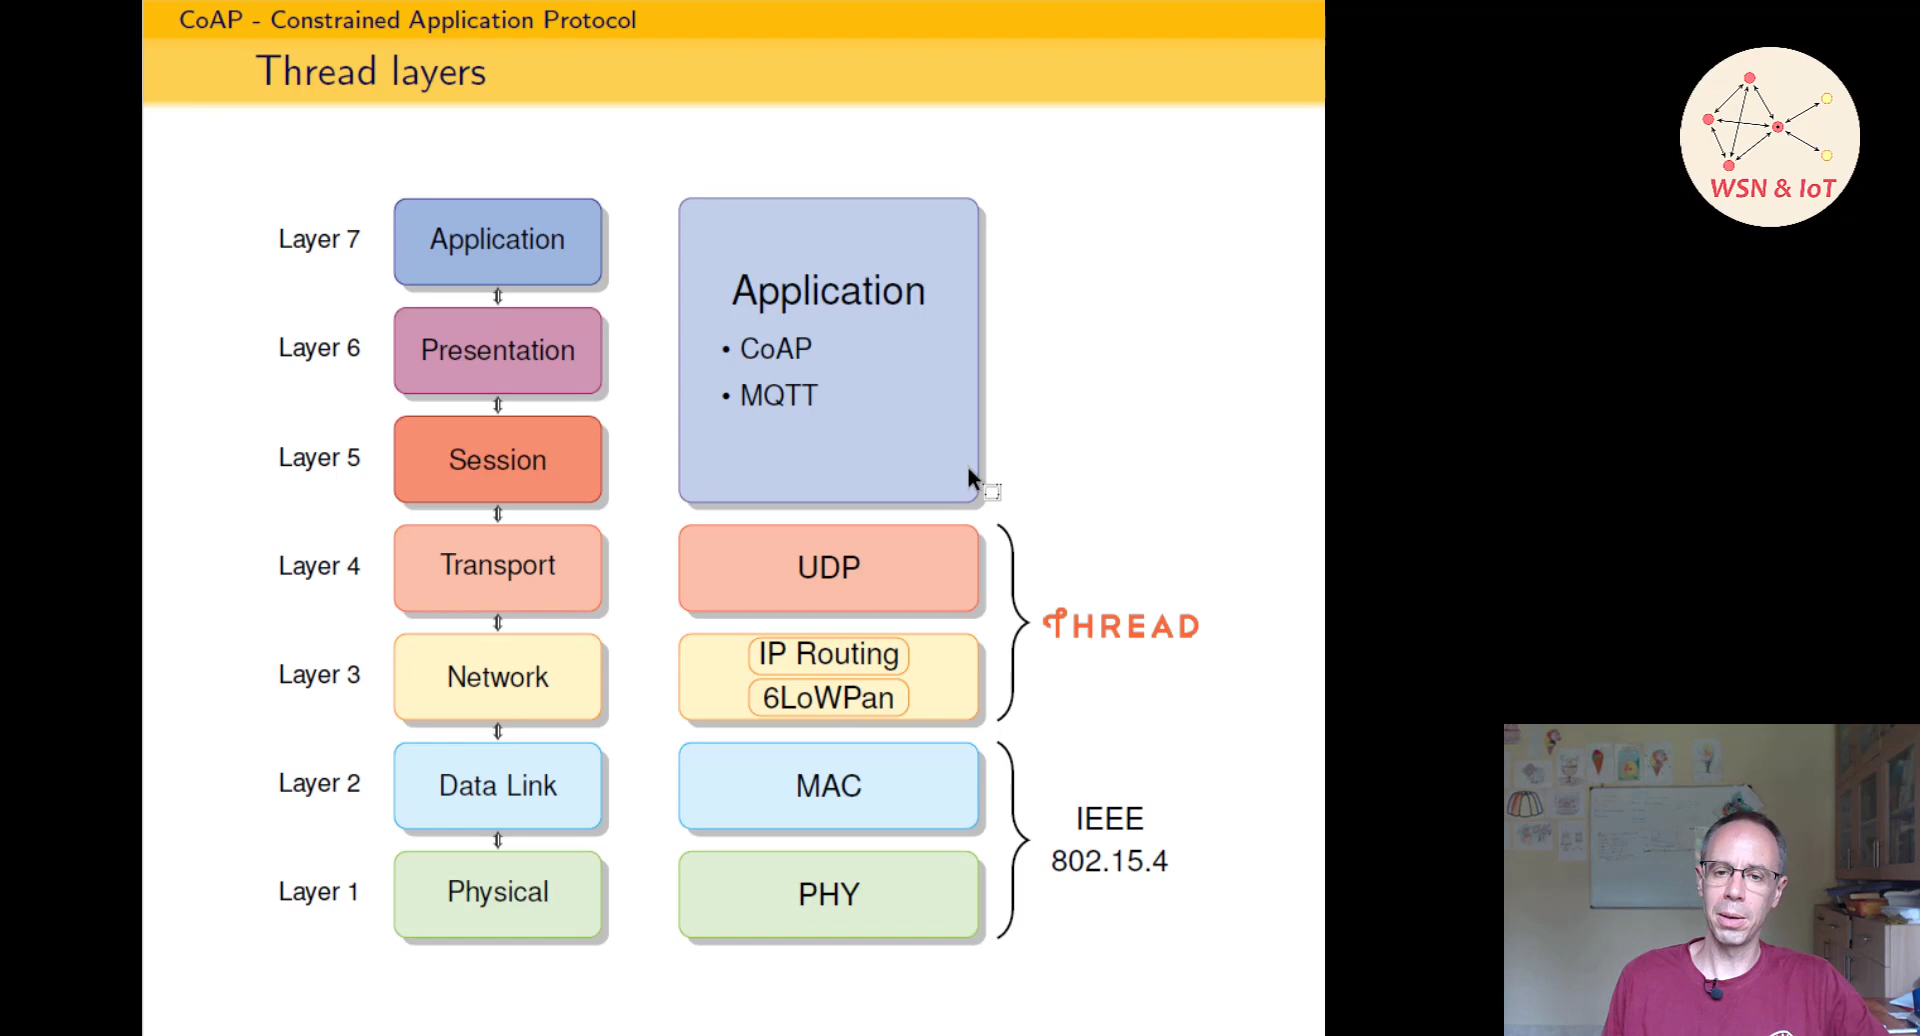 CoAP - Constrained Application Protocol
Thread layers
WSN & IoT
Layer 7
Application
Layer 6
Presentation
Layer 5
Session
Layer 4
Transport
Layer 3
Network
Layer 2
Data Link
Layer 1
Physical
Application
• CoAP
• MQTT
UDP
IP Routing
6LoWPan
MAC
PHY
THREAD
IEEE
802.15.4